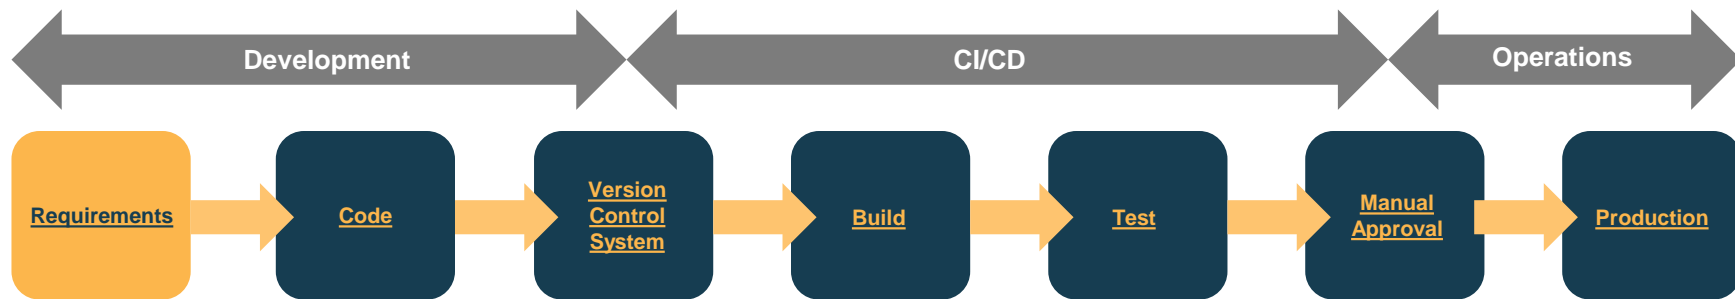 Development
CI/CD
Operations
Requirements
Code
Version
Control
System
Build
Test
Manual
Approval
Production